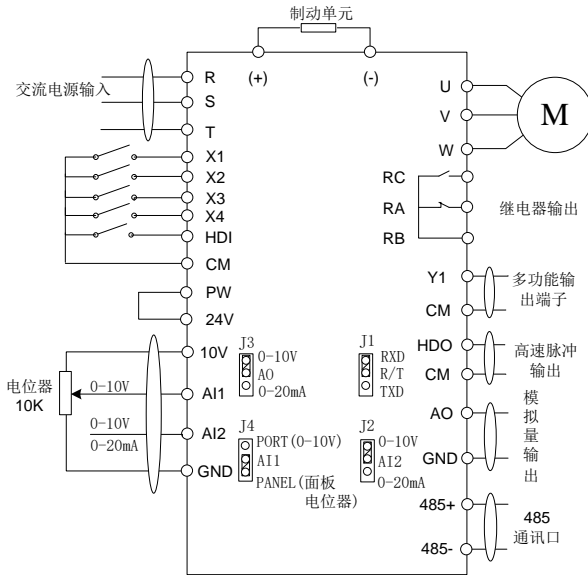 制动单元
(+)
(-)
交流电源输入
R
S
T
X1
X2
X3
X4
HDI
CM
PW
24V
10V
AI1
AI2
GND
电位器
10K
0-10V
0-10V
0-20mA
J3
0-10V
AO
0-20mA
J4
PORT(0-10V)
AI1
PANEL(面板
电位器)
J1
RXD
R/T
TXD
J2
0-10V
AI2
0-20mA
U
V
W
M
RC
RA
RB
继电器输出
Y1
CM
多功能输
出端子
HDO
CM
高速脉冲
输出
AO
GND
模
拟
量
输
出
485+
485-
485
通讯口